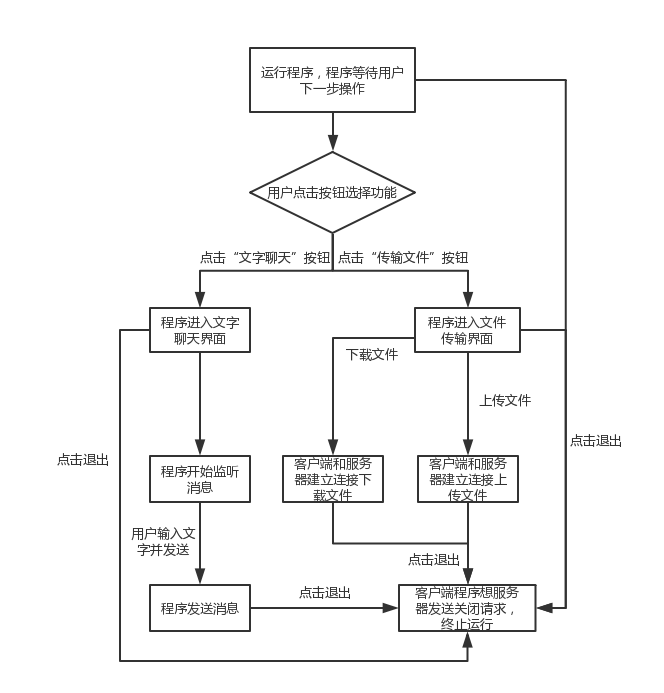 运行程序，程序等待用户
下一步操作
用户点击按钮选择功能
点击“文字聊天”按钮
点击“传输文件”按钮
程序进入文字
聊天界面
程序进入文件
传输界面
下载文件
上传文件
点击退出
点击退出
程序开始监听
消息
客户端和服务
器建立连接下
载文件
客户端和服务
器建立连接上
传文件
用户输入文
字并发送
点击退出
程序发送消息
点击退出
客户端程序想服务
器发送关闭请求，
终止运行